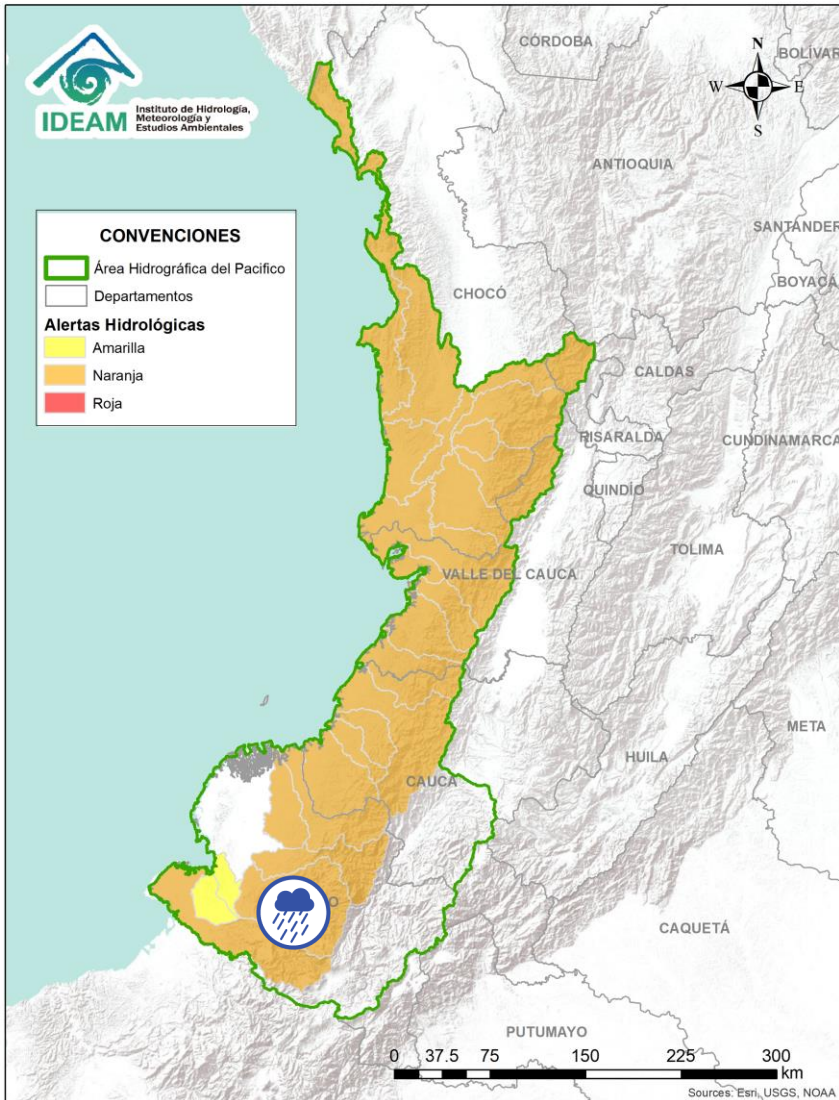 IDEAM
Instituto de Hidrología,
Meteorología y
Estudios Ambientales
CÓRDOBA
BOLÍVAR
N
W
E
S
ANTIOQUIA
SANTANDER
BOYACÁ
CONVENCIONES
Área Hidrográfica del Pacifico
Departamentos
Alertas Hidrológicas
Amarilla
Naranja
Roja
CHOCÓ
CALDAS
RISARALDA
CUNDINAMARCA
QUINDÍO
TOLIMA
VALLE DEL CAUCA
META
HUILA
CAUCA
O
CAQUETÁ
PUTUMAYO
0 37.5 75 150 225 300
km
Sources: Esri, USGS, NOAA